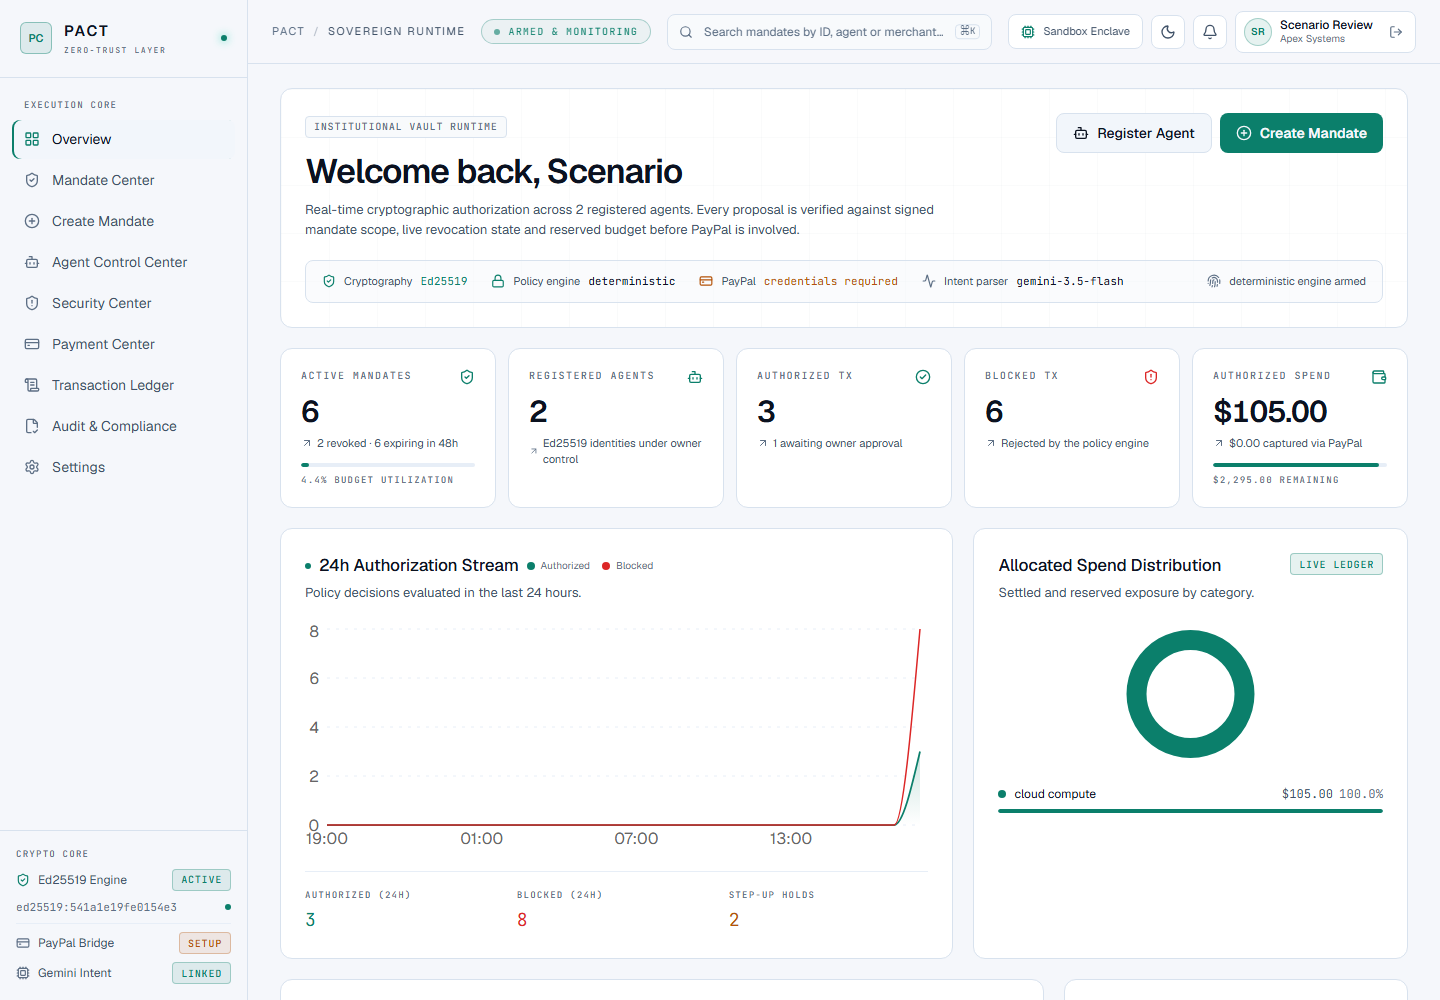 PC
PACT
ZERO-TRUST LAYER
EXECUTION CORE
Overview
Mandate Center
Create Mandate
Agent Control Center
Security Center
Payment Center
Transaction Ledger
Audit & Compliance
Settings
CRYPTO CORE
Ed25519 Engine ACTIVE
ed25519:541a1e19fe0154e3
PayPal Bridge SETUP
Gemini Intent LINKED
PACT / SOVEREIGN RUNTIME ARMED & MONITORING
Search mandates by ID, agent or merchant… ⌘K
Sandbox Enclave
SR
Scenario Review
Apex Systems
INSTITUTIONAL VAULT RUNTIME
Register Agent
Create Mandate
Welcome back, Scenario
Real-time cryptographic authorization across 2 registered agents. Every proposal is verified against signed
mandate scope, live revocation state and reserved budget before PayPal is involved.
Cryptography Ed25519 Policy engine deterministic PayPal credentials required Intent parser gemini-3.5-flash deterministic engine armed
ACTIVE MANDATES
6
2 revoked · 6 expiring in 48h
4.4% BUDGET UTILIZATION
REGISTERED AGENTS
2
Ed25519 identities under owner
control
AUTHORIZED TX
3
1 awaiting owner approval
BLOCKED TX
6
Rejected by the policy engine
AUTHORIZED SPEND
$105.00
$0.00 captured via PayPal
$2,295.00 REMAINING
24h Authorization Stream Authorized Blocked
Policy decisions evaluated in the last 24 hours.
8
6
4
2
0
19:00 01:00 07:00 13:00
AUTHORIZED (24H) BLOCKED (24H) STEP-UP HOLDS
3 8 2
Allocated Spend Distribution LIVE LEDGER
Settled and reserved exposure by category.
cloud compute $105.00 100.0%